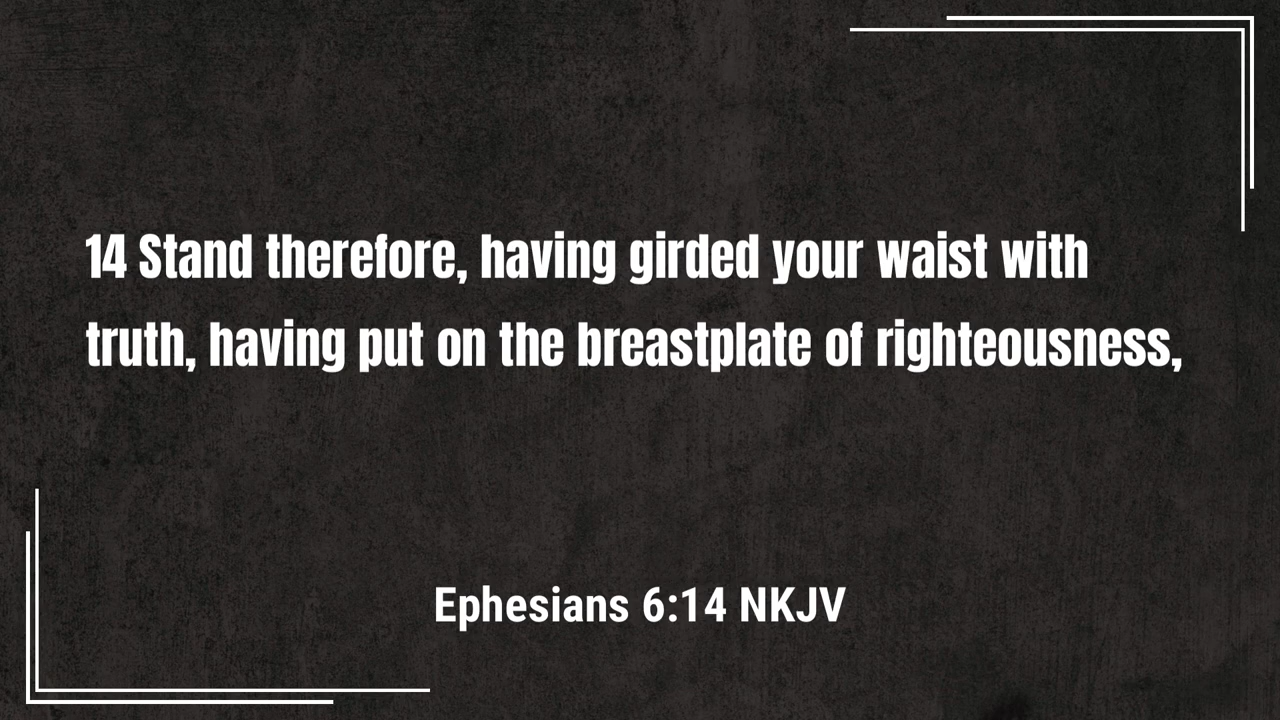 14 Stand therefore, having girded your waist with
truth, having put on the breastplate of righteousness,
Ephesians 6:14 NKJV